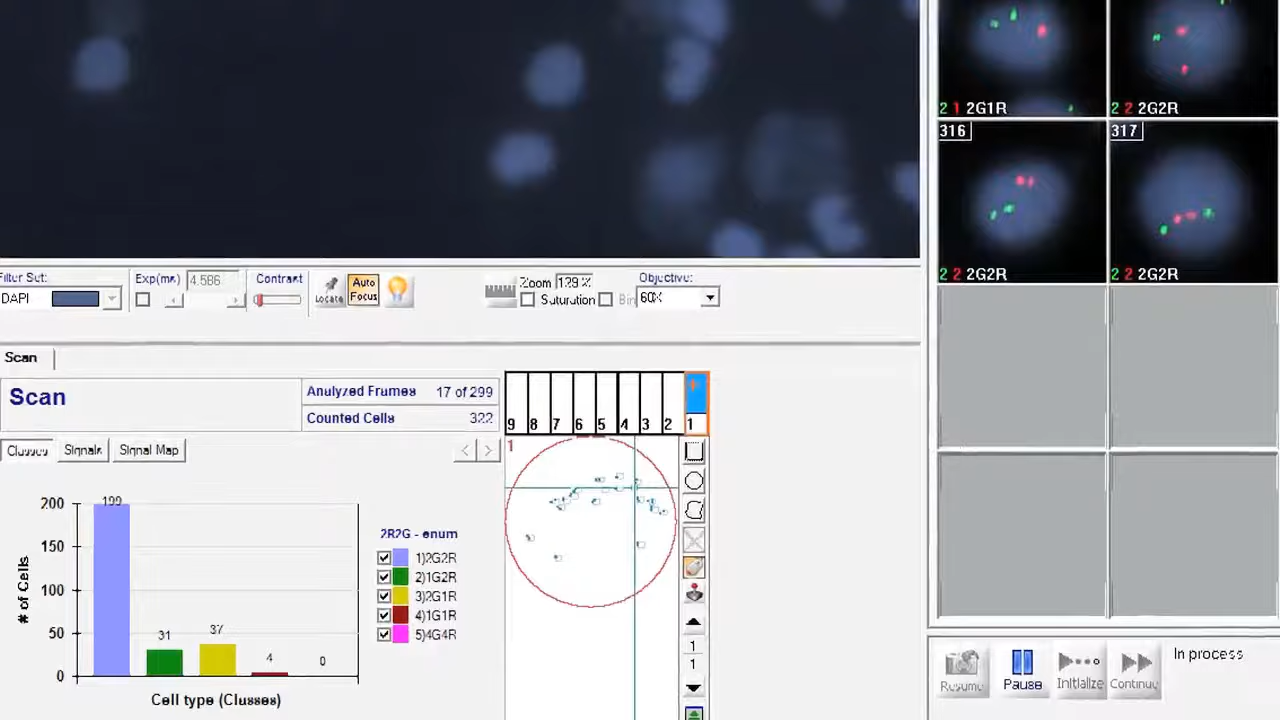 2 1 2G1R
2 2 2G2R
316
317
2 2 2G2R
2 2 2G2R
Filter Set:
DAPI
Exp(ms) 4.586
Contrast
Locate
Auto Focus
Zoom 129 %
Saturation
Bin
Objective:
60X
Scan
Scan
Analyzed Frames 17 of 299
Counted Cells 322
Classes Signals Signal Map
9 8 7 6 5 4 3 2 1
1
200
150
100
50
0
# of Cells
199
31
37
4
0
Cell type (Classes)
2R2G - enum
1)2G2R
2)1G2R
3)2G1R
4)1G1R
5)4G4R
1
1
Resume
Pause
Initialize
Continue
In process